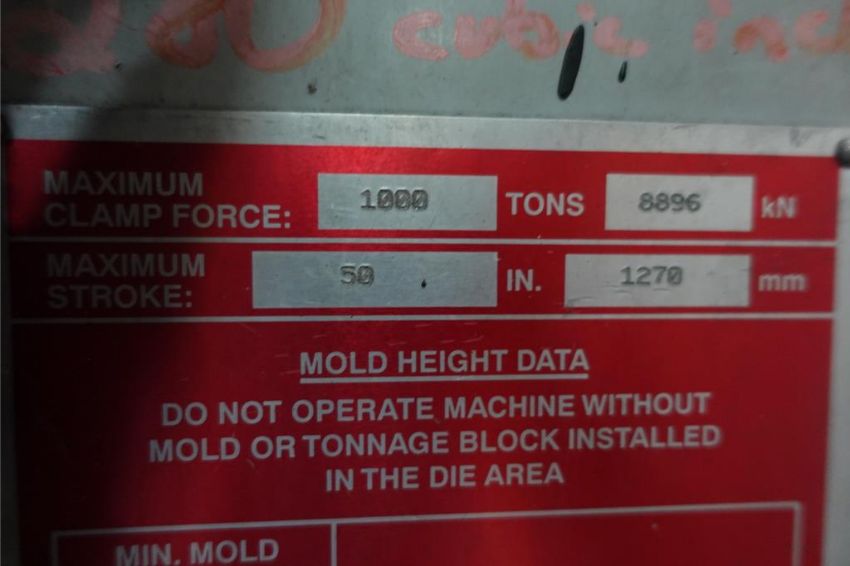 cubic inc
MAXIMUM
CLAMP FORCE: 1000 TONS 8896 kN
MAXIMUM
STROKE: 50 IN. 1270 mm
MOLD HEIGHT DATA
DO NOT OPERATE MACHINE WITHOUT
MOLD OR TONNAGE BLOCK INSTALLED
IN THE DIE AREA
MIN. MOLD